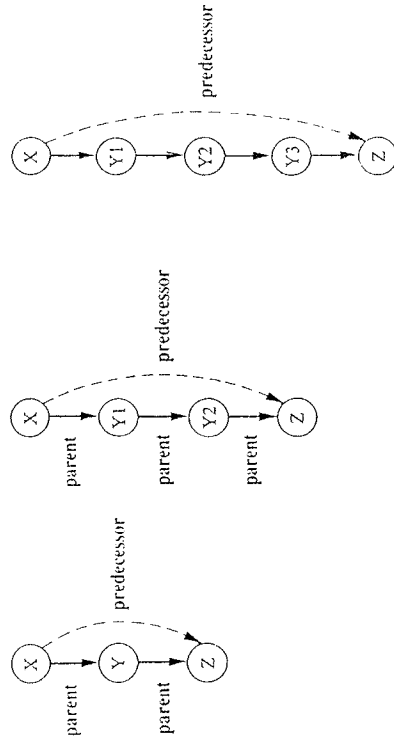 X
parent
Y
parent
Z
predecessor
X
parent
Y1
parent
Y2
parent
Z
predecessor
X
Y1
Y2
Y3
Z
predecessor